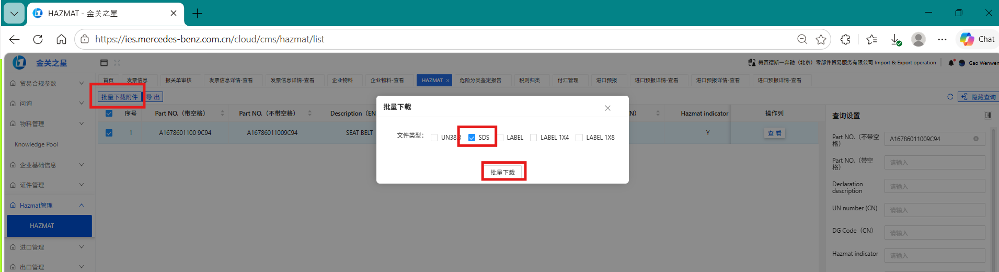 HAZMAT - 金关之星
https://ies.mercedes-benz.com.cn/cloud/cms/hazmat/list
Chat
金关之星
梅赛德斯一奔驰（北京）零部件贸易服务有限公司 Import & Export operation
Gao Wenwen
首页 发票信息 报关单审核 发票信息详情-查看 发票信息详情-查看 企业物料 企业物料-查看 HAZMAT 危险分类鉴定报告 税则归类 付汇管理 进口预报 进口预报详情-查看 进口预报详情-查看 进口预报详情-查看
贸易合规参数
问询
物料管理
Knowledge Pool
企业基础信息
证件管理
Hazmat管理
HAZMAT
进口管理
出口管理
批量下载附件 导 出
隐藏查询
序号 Part NO.（带空格） Part NO.（不带空格） Description（EN Hazmat indicator 操作列
1 A1678601100 9C94 A16786011009C94 SEAT BELT Y 查 看
批量下载
文件类型： UN38.3 SDS LABEL LABEL 1X4 LABEL 1X8
批量下载
查询设置
Part NO.（不带空
格） A16786011009C94
Part NO.（带空
格） 请输入
Declaration
description 请输入
UN number (CN) 请输入
DG Code（CN） 请输入
Hazmat indicator 请输入